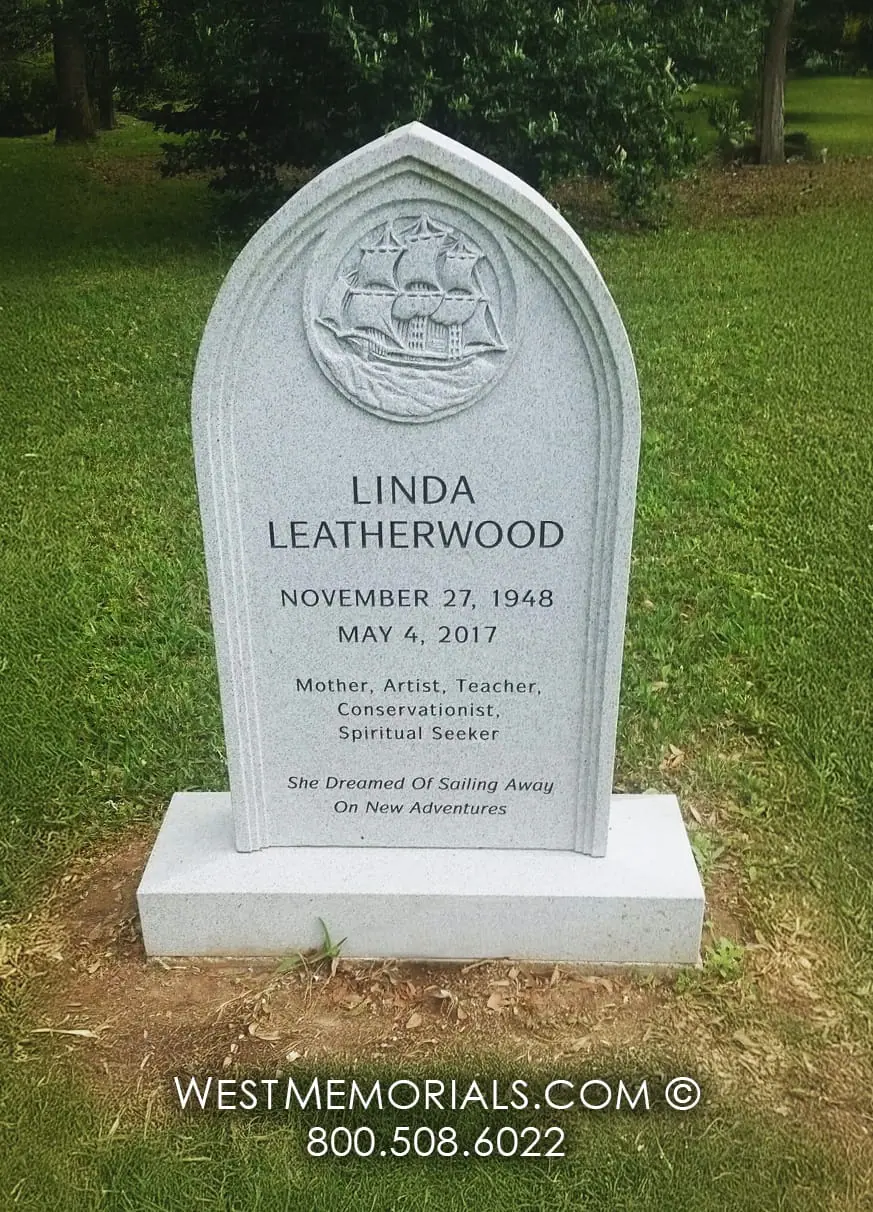 LINDA
LEATHERWOOD
NOVEMBER 27, 1948
MAY 4, 2017
Mother, Artist, Teacher,
Conservationist,
Spiritual Seeker
She Dreamed Of Sailing Away
On New Adventures
WESTMEMORIALS.COM ©
800.508.6022